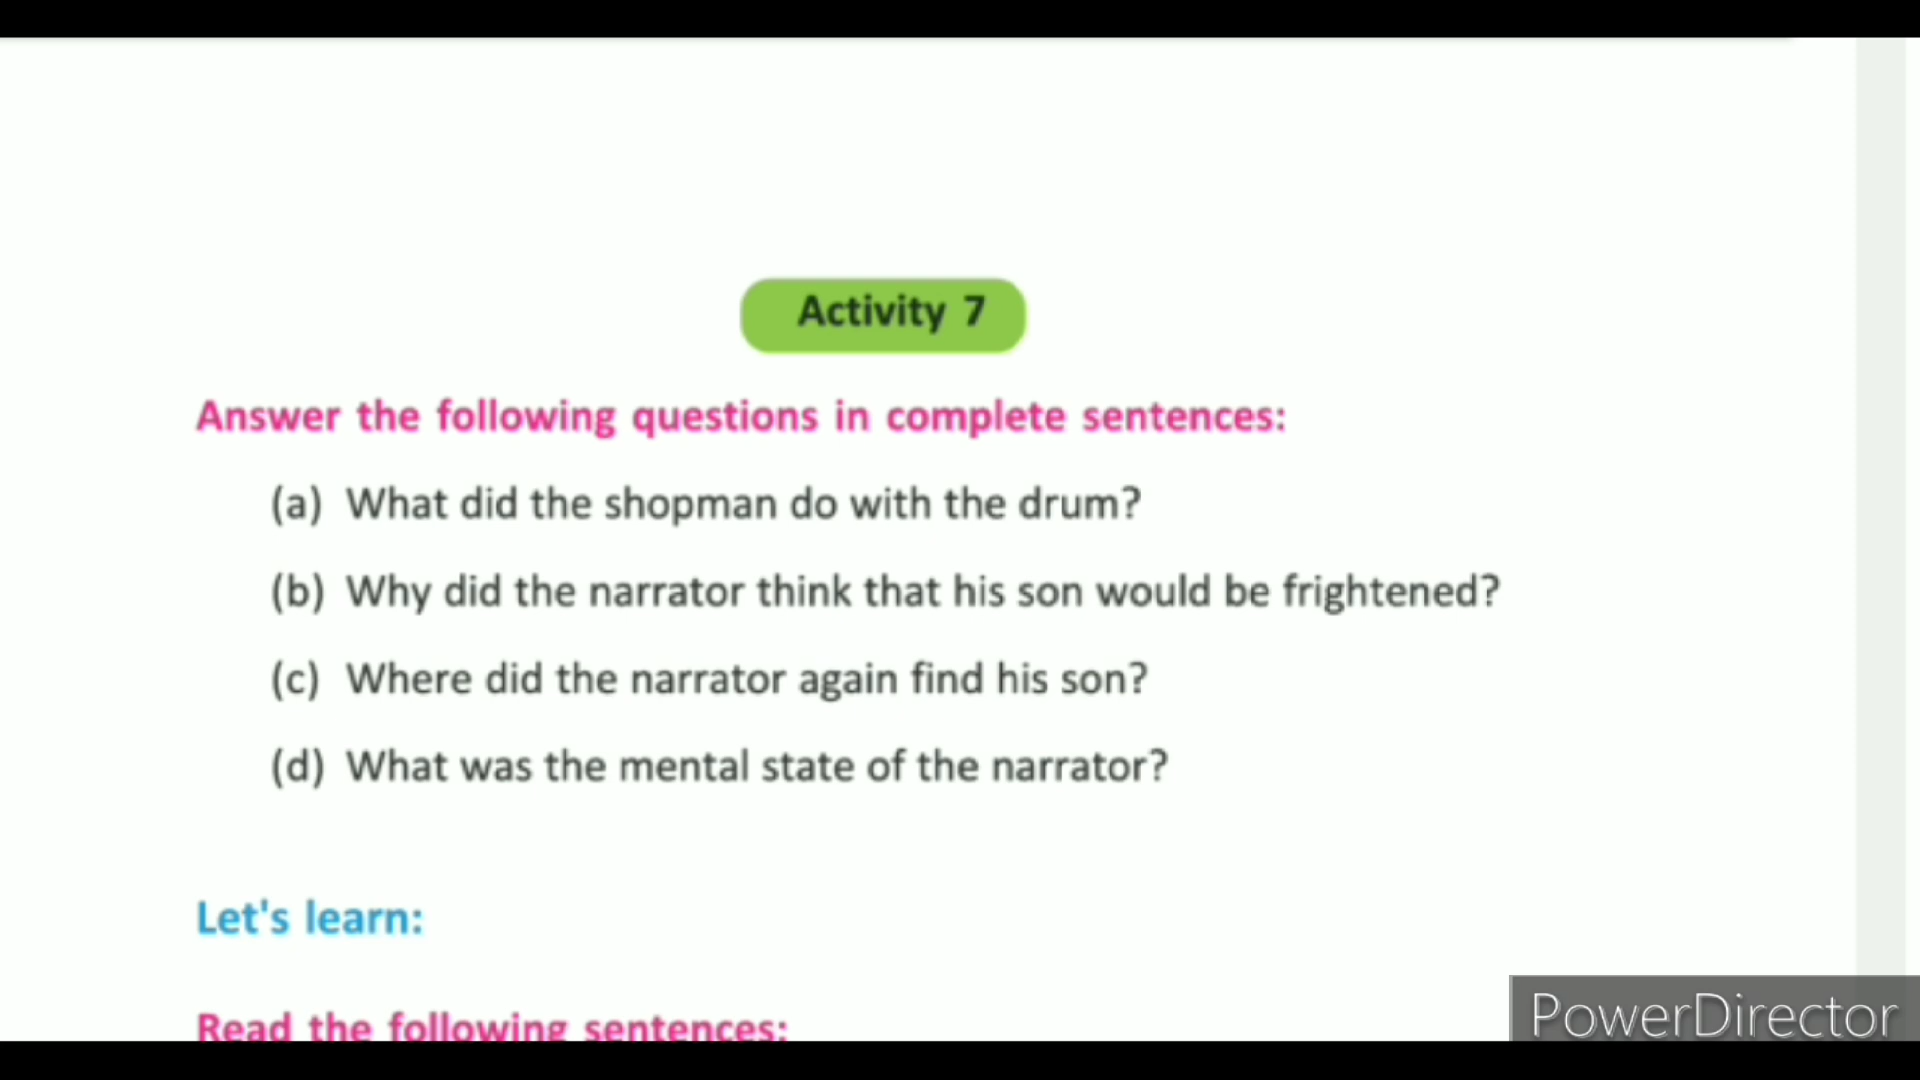 Activity 7
Answer the following questions in complete sentences:
(a) What did the shopman do with the drum?
(b) Why did the narrator think that his son would be frightened?
(c) Where did the narrator again find his son?
(d) What was the mental state of the narrator?
Let's learn:
Read the following sentences:
PowerDirector